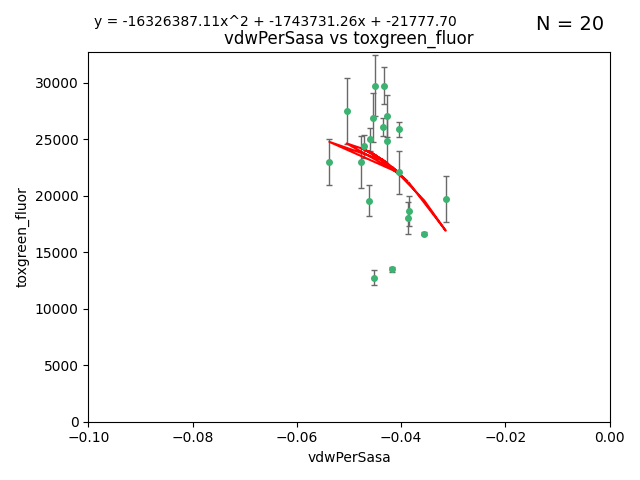 y = -16326387.11x^2 + -1743731.26x + -21777.70
N = 20
vdwPerSasa vs toxgreen_fluor
30000
25000
20000
15000
10000
5000
0
toxgreen_fluor
−0.10
−0.08
−0.06
−0.04
−0.02
0.00
vdwPerSasa